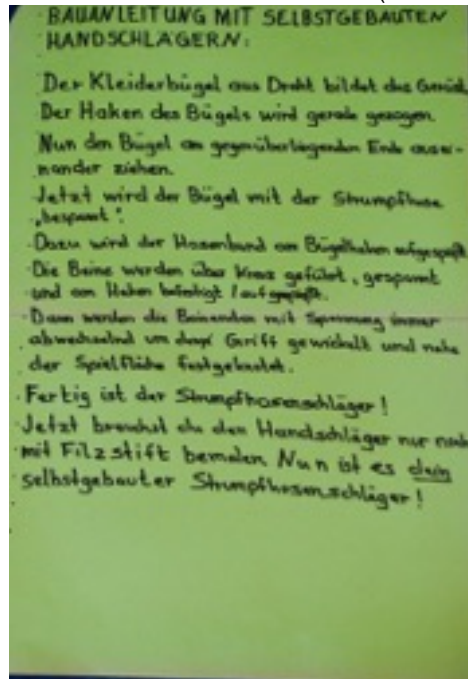 BAUANLEITUNG MIT SELBSTGEBAUTEN
HANDSCHLÄGERN:
Der Kleiderbügel aus Draht bildet das Gerüst.
Der Haken des Bügels wird gerade gezogen.
Nun den Bügel am gegenüberliegenden Ende ausei-
nander ziehen.
Jetzt wird der Bügel mit der Strumpfhose
"bespannt".
Dazu wird der Hosenbund am Bügelhaken aufgespießt.
Die Beine werden über Kreuz geführt, gespannt
und am Haken befestigt / aufgespießt.
Dann werden die Beinenden mit Spannung immer
abwechselnd um Griff gewickelt und nahe
der Spielfläche festgeknotet.
Fertig ist der Strumpfhosenschläger!
Jetzt brauchst du den Handschläger nur noch
mit Filzstift bemalen. Nun ist es dein
selbstgebauter Strumpfhosenschläger!